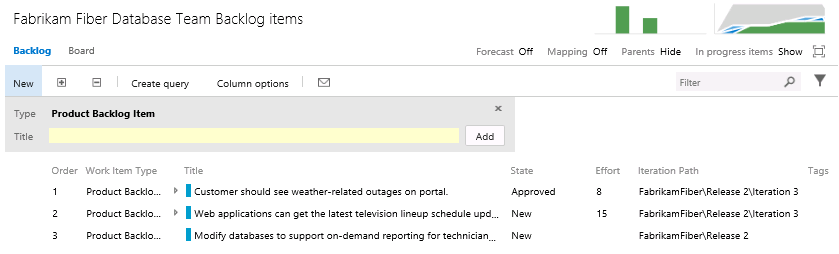 Fabrikam Fiber Database Team Backlog items
Backlog Board Forecast Off Mapping Off Parents Hide In progress items Show
New Create query Column options Filter
Type Product Backlog Item
Title Add
Order Work Item Type Title State Effort Iteration Path Tags
1 Product Backlo... Customer should see weather-related outages on portal. Approved 8 FabrikamFiber\Release 2\Iteration 3
2 Product Backlo... Web applications can get the latest television lineup schedule upd... New 15 FabrikamFiber\Release 2\Iteration 3
3 Product Backlo... Modify databases to support on-demand reporting for technician... New FabrikamFiber\Release 2